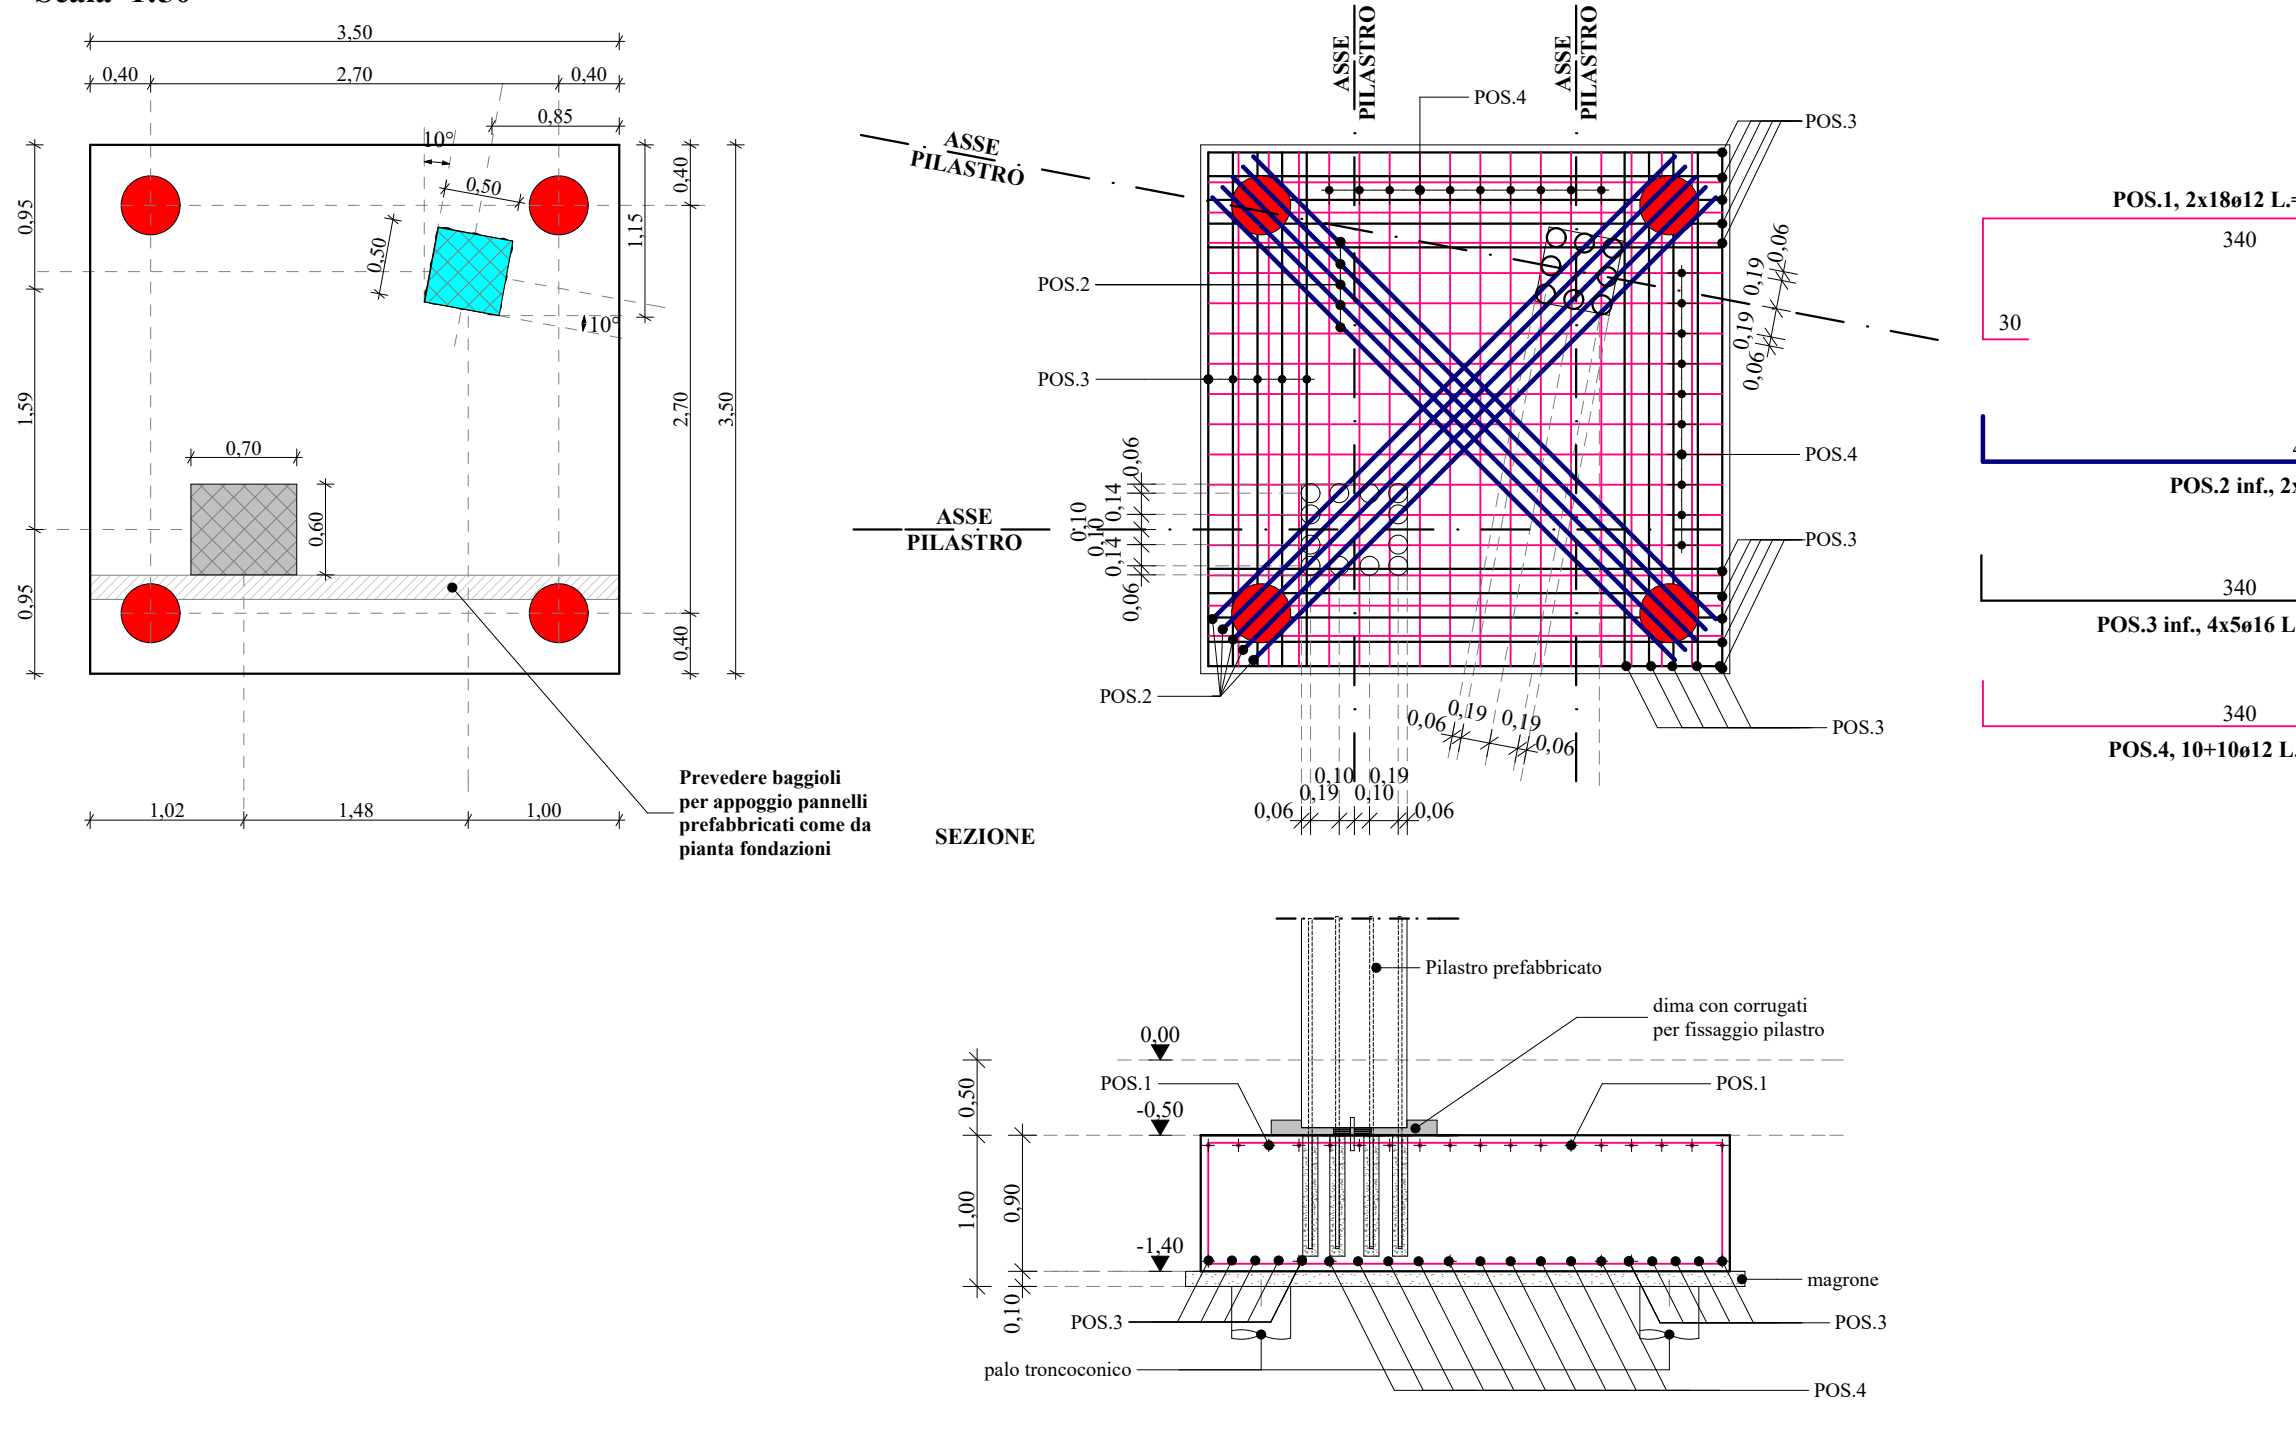 3,50
0,40
2,70
0,40
0,85
10°
0,50
0,50
10°
0,95
1,59
0,95
0,40
1,15
2,70
3,50
0,40
0,70
0,60
1,02
1,48
1,00
Prevedere baggioli
per appoggio pannelli
prefabbricati come da
pianta fondazioni
ASSE
PILASTRO
ASSE
PILASTRO
ASSE
PILASTRO
ASSE
PILASTRO
POS.4
POS.3
POS.2
POS.3
POS.4
POS.3
POS.2
POS.3
0,06
0,19
0,19
0,06
0,06
0,14
0,10
0,10
0,14
0,06
0,06
0,19
0,19
0,06
0,10
0,19
0,19
0,10
0,06
0,06
POS.1, 2x18ø12 L.=
340
30
POS.2 inf., 2x
340
POS.3 inf., 4x5ø16 L
340
POS.4, 10+10ø12 L.
SEZIONE
Pilastro prefabbricato
dima con corrugati
per fissaggio pilastro
0,00
POS.1
POS.1
-0,50
-1,40
0,50
1,00
0,90
0,10
magrone
POS.3
POS.3
palo troncoconico
POS.4